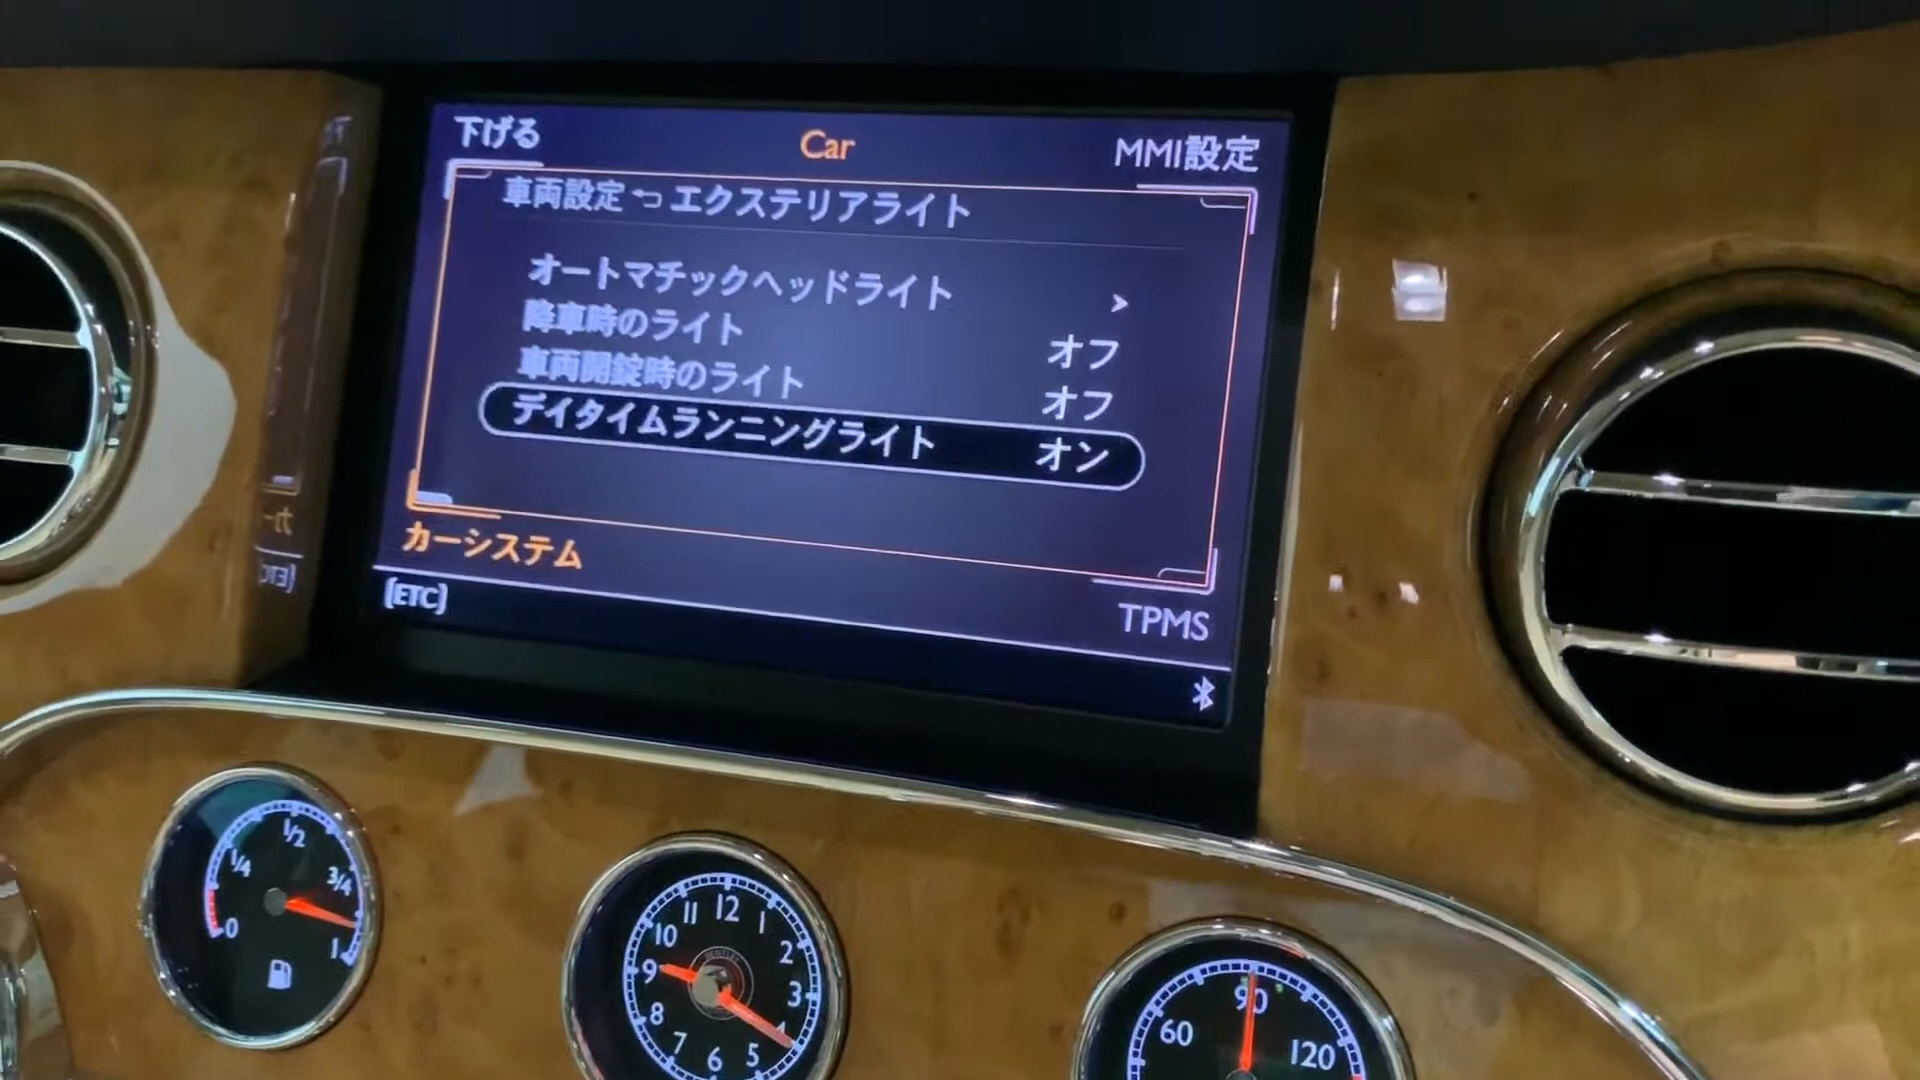 下げる
Car
MMI設定
車両設定 エクステリアライト
オートマチックヘッドライト >
降車時のライト オフ
車両開錠時のライト オフ
デイタイムランニングライト オン
カーシステム
[ETC]
TPMS
0 1/4 1/2 3/4 1
12 1 2 3 4 5 6 7 8 9 10 11
60 90 120